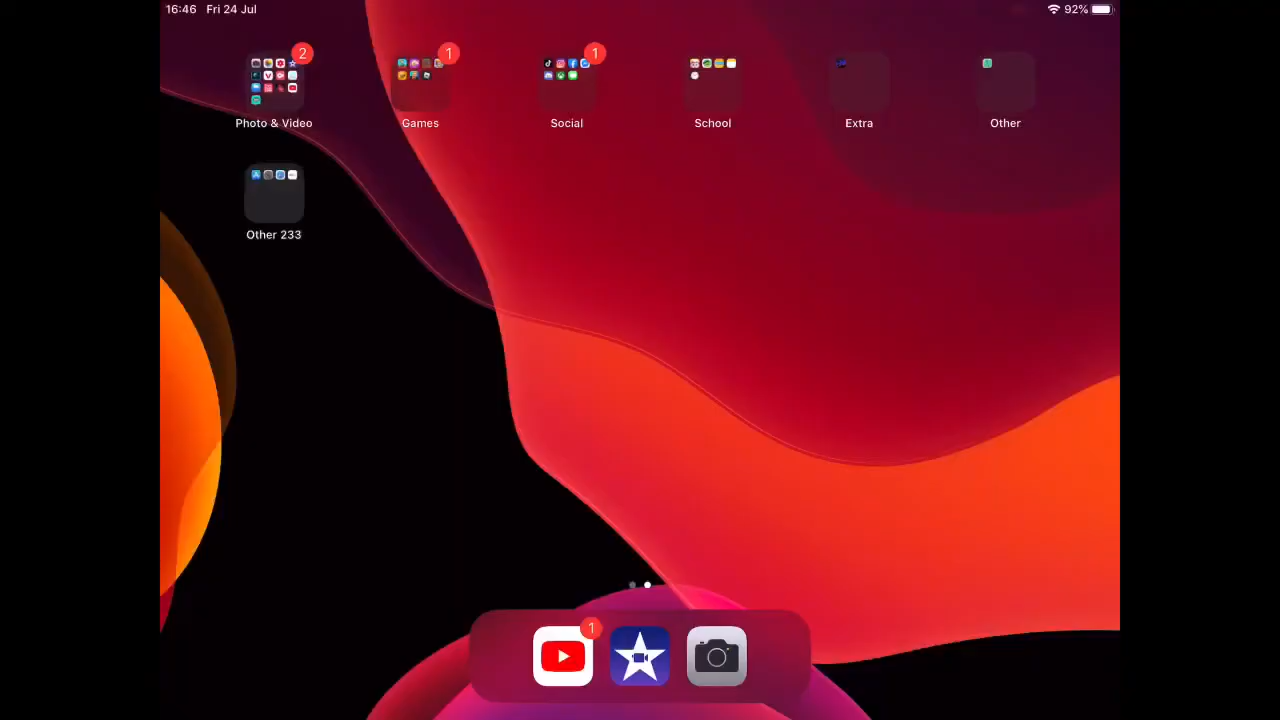 16:46 Fri 24 Jul 92%
2 1 1
Photo & Video Games Social School Extra Other
Other 233
1